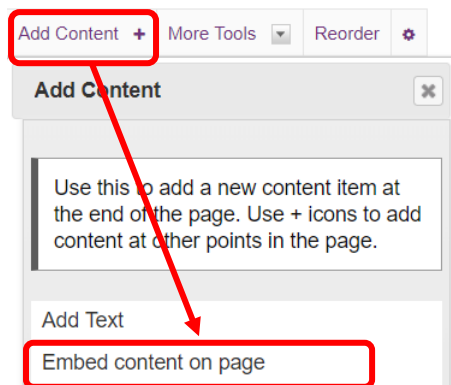 Add Content + More Tools Reorder
Add Content
Use this to add a new content item at
the end of the page. Use + icons to add
content at other points in the page.
Add Text
Embed content on page